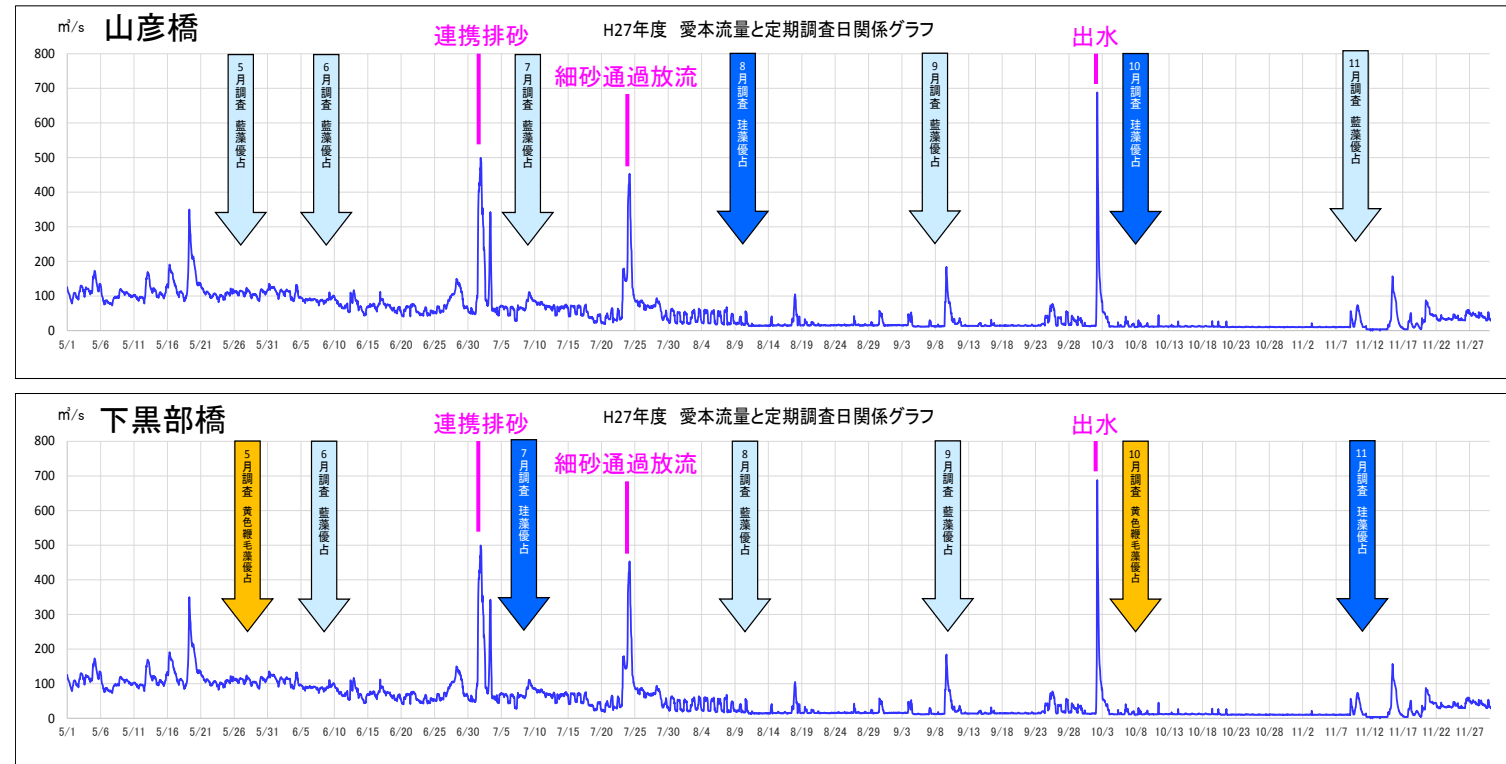 ㎥/s
山彦橋
H27年度 愛本流量と定期調査日関係グラフ
連携排砂
細砂通過放流
出水
5月調査 藍藻優占
6月調査 藍藻優占
7月調査 藍藻優占
8月調査 珪藻優占
9月調査 藍藻優占
10月調査 珪藻優占
11月調査 藍藻優占
800
700
600
500
400
300
200
100
0
5/1 5/6 5/11 5/16 5/21 5/26 5/31 6/5 6/10 6/15 6/20 6/25 6/30 7/5 7/10 7/15 7/20 7/25 7/30 8/4 8/9 8/14 8/19 8/24 8/29 9/3 9/8 9/13 9/18 9/23 9/28 10/3 10/8 10/13 10/18 10/23 10/28 11/2 11/7 11/12 11/17 11/22 11/27
㎥/s
下黒部橋
H27年度 愛本流量と定期調査日関係グラフ
連携排砂
細砂通過放流
出水
5月調査 黄色鞭毛藻優占
6月調査 藍藻優占
7月調査 珪藻優占
8月調査 藍藻優占
9月調査 藍藻優占
10月調査 黄色鞭毛藻優占
11月調査 珪藻優占
800
700
600
500
400
300
200
100
0
5/1 5/6 5/11 5/16 5/21 5/26 5/31 6/5 6/10 6/15 6/20 6/25 6/30 7/5 7/10 7/15 7/20 7/25 7/30 8/4 8/9 8/14 8/19 8/24 8/29 9/3 9/8 9/13 9/18 9/23 9/28 10/3 10/8 10/13 10/18 10/23 10/28 11/2 11/7 11/12 11/17 11/22 11/27